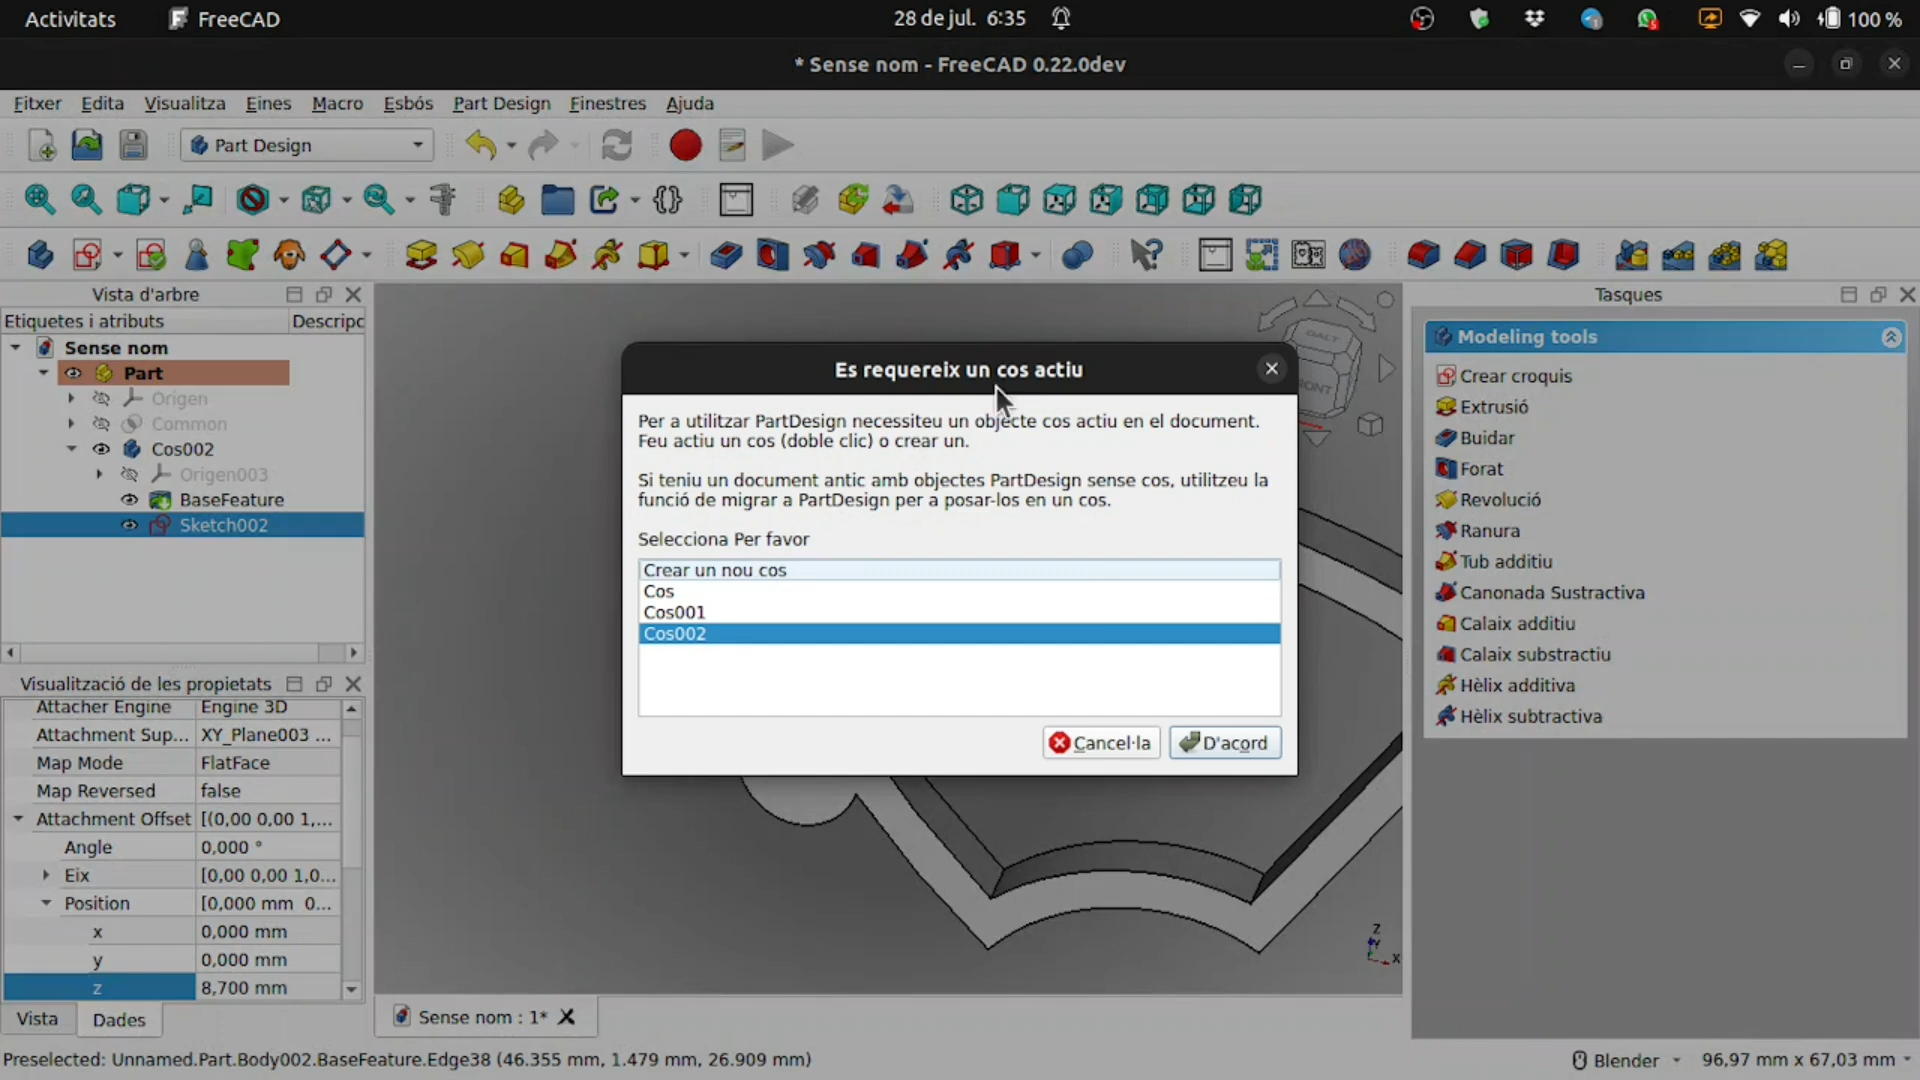 Activitats
FreeCAD
28 de jul. 6:35
100 %
* Sense nom - FreeCAD 0.22.0dev
Fitxer Edita Visualitza Eines Macro Esbós Part Design Finestres Ajuda
Part Design
Vista d'arbre
Etiquetes i atributs Descripc
Sense nom
Part
Origen
Common
Cos002
Origen003
BaseFeature
Sketch002
Visualització de les propietats
Attacher Engine Engine 3D
Attachment Sup... XY_Plane003 ...
Map Mode FlatFace
Map Reversed false
Attachment Offset [(0,00 0,00 1,...
Angle 0,000 °
Eix [0,00 0,00 1,0...
Position [0,000 mm 0...
x 0,000 mm
y 0,000 mm
z 8,700 mm
Vista Dades
Es requereix un cos actiu
Per a utilitzar PartDesign necessiteu un objecte cos actiu en el document.
Feu actiu un cos (doble clic) o crear un.
Si teniu un document antic amb objectes PartDesign sense cos, utilitzeu la
funció de migrar a PartDesign per a posar-los en un cos.
Selecciona Per favor
Crear un nou cos
Cos
Cos001
Cos002
Cancel·la D'acord
DALT
FRONT
Z
Y
X
Sense nom : 1*
Tasques
Modeling tools
Crear croquis
Extrusió
Buidar
Forat
Revolució
Ranura
Tub additiu
Canonada Sustractiva
Calaix additiu
Calaix substractiu
Hèlix additiva
Hèlix subtractiva
Preselected: Unnamed.Part.Body002.BaseFeature.Edge38 (46.355 mm, 1.479 mm, 26.909 mm)
Blender
96,97 mm x 67,03 mm